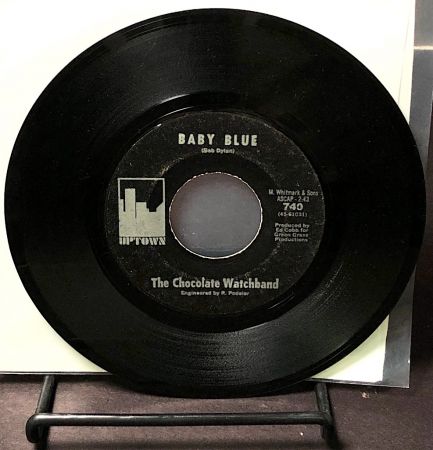 BABY BLUE
(Bob Dylan)
M. Whitmark & Sons
ASCAP - 2:43
740
(45-61031)
Produced by
Ed Cobb for
Green Grass
Productions
UPTOWN
The Chocolate Watchband
Engineered by R. Podolor